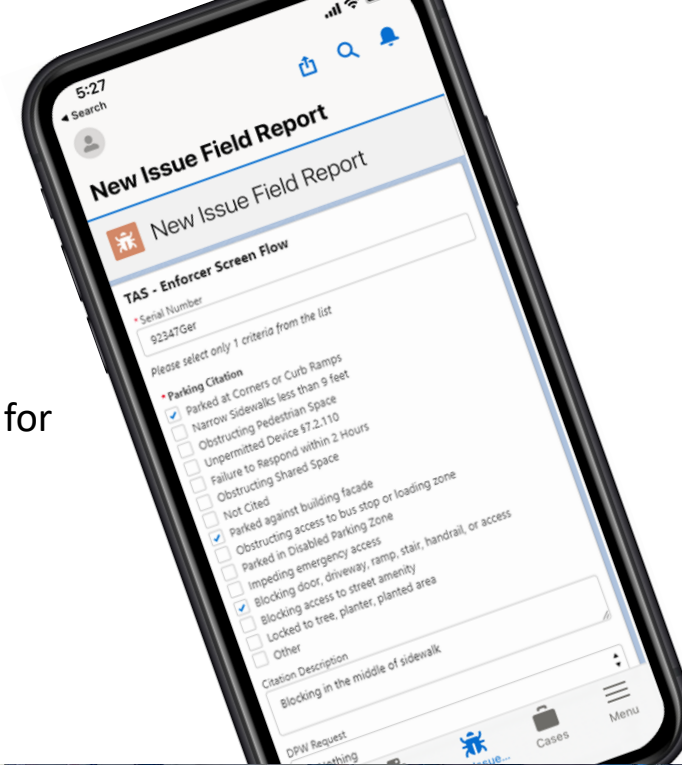 5:27
Search
New Issue Field Report
New Issue Field Report
TAS - Enforcer Screen Flow
* Serial Number
92347Ger
Please select only 1 criteria from the list
* Parking Citation
Parked at Corners or Curb Ramps
Narrow Sidewalks less than 9 feet
Obstructing Pedestrian Space
Unpermitted Device §7.2.110
Failure to Respond within 2 Hours
Obstructing Shared Space
Not Cited
Parked against building facade
Obstructing access to bus stop or loading zone
Parked in Disabled Parking Zone
Impeding emergency access
Blocking door, driveway, ramp, stair, handrail, or access
Blocking access to street amenity
Locked to tree, planter, planted area
Other
Citation Description
Blocking in the middle of sidewalk
DPW Request
Cases
Menu
for